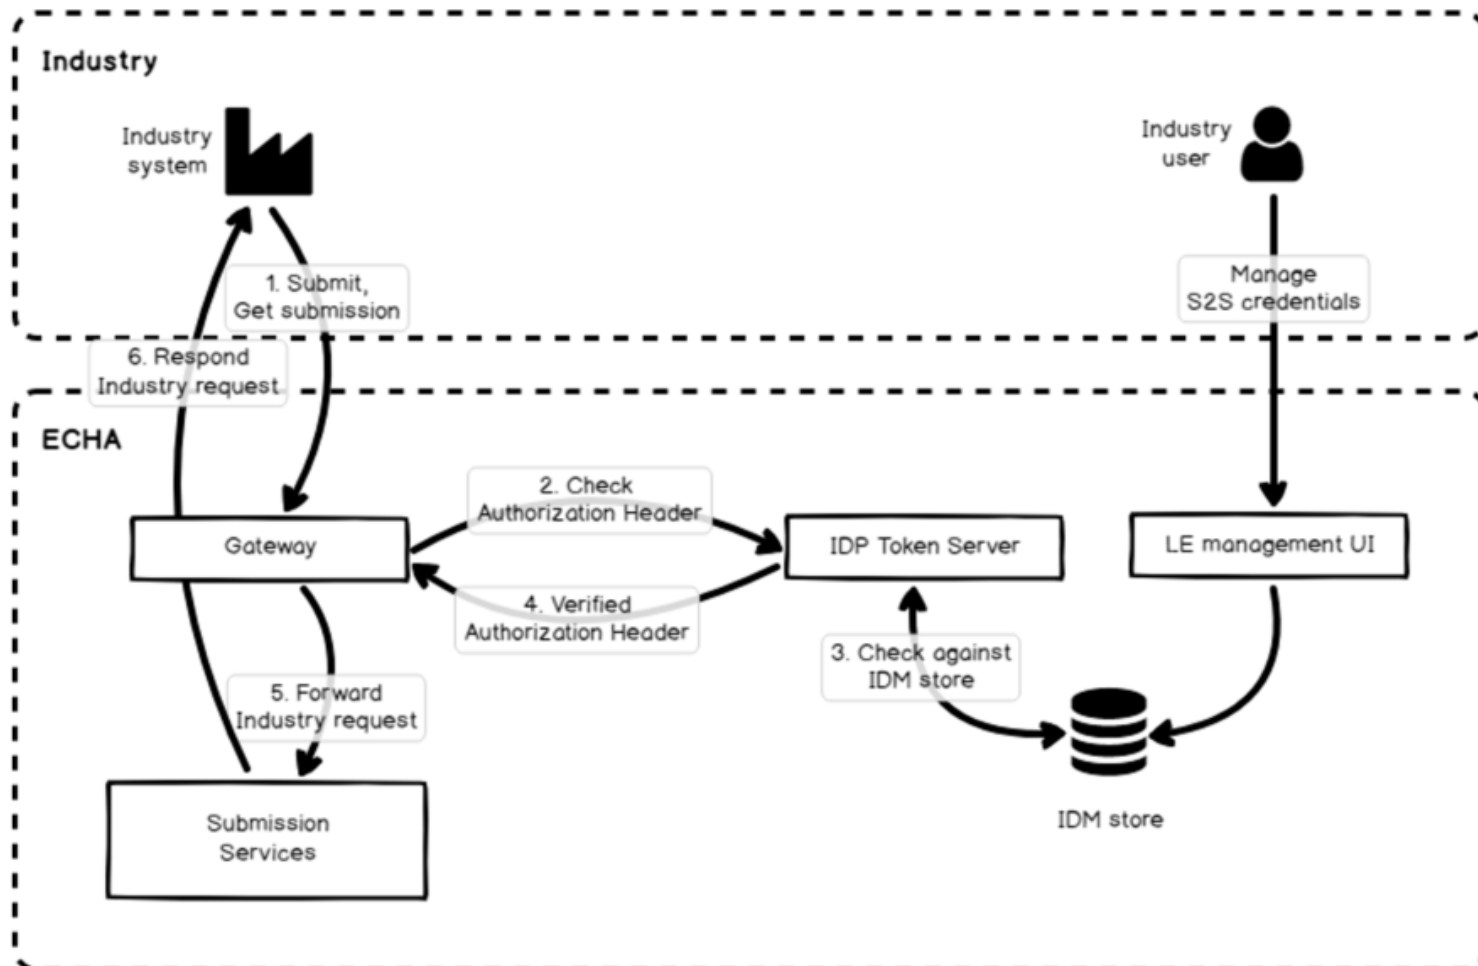 Industry
Industry
system
Industry
user
1. Submit,
Get submission
Manage
S2S credentials
6. Respond
Industry request
ECHA
2. Check
Authorization Header
Gateway
IDP Token Server
LE management UI
4. Verified
Authorization Header
3. Check against
IDM store
5. Forward
Industry request
Submission
Services
IDM store